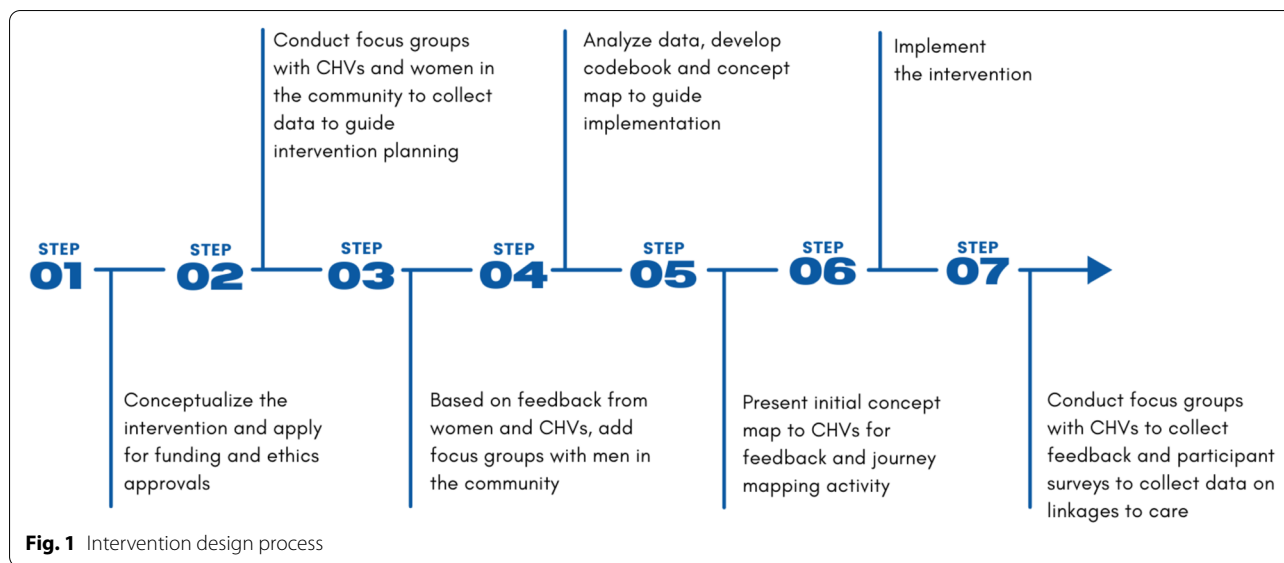 Conduct focus groups
with CHVs and women in
the community to collect
data to guide
intervention planning
Analyze data, develop
codebook and concept
map to guide
implementation
Implement
the intervention
STEP
01
STEP
02
STEP
03
STEP
04
STEP
05
STEP
06
STEP
07
Conceptualize the
intervention and apply
for funding and ethics
approvals
Based on feedback from
women and CHVs, add
focus groups with men in
the community
Present initial concept
map to CHVs for
feedback and journey
mapping activity
Conduct focus groups
with CHVs to collect
feedback and participant
surveys to collect data on
linkages to care
Fig. 1 Intervention design process